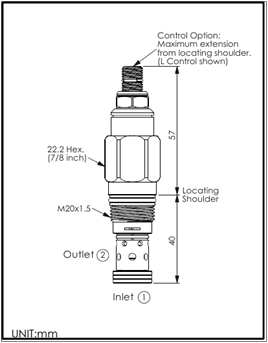 Control Option:
Maximum extension
from locating shoulder.
(L Control shown)
57
22.2 Hex.
(7/8 inch)
Locating
Shoulder
M20x1.5
40
Outlet 2
Inlet 1
UNIT:mm